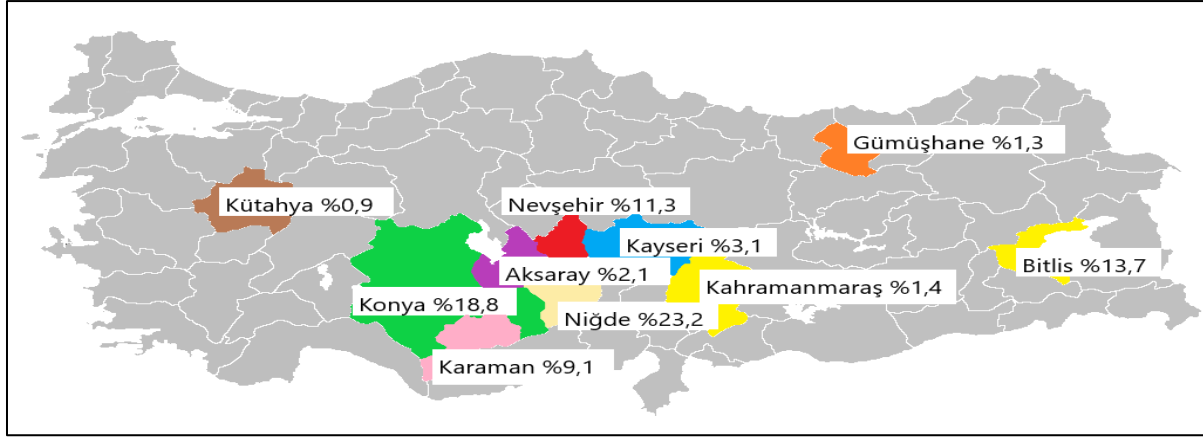 Gümüşhane %1,3
Kütahya %0,9
Nevşehir %11,3
Kayseri %3,1
Bitlis %13,7
Aksaray %2,1
Kahramanmaraş %1,4
Konya %18,8
Niğde %23,2
Karaman %9,1